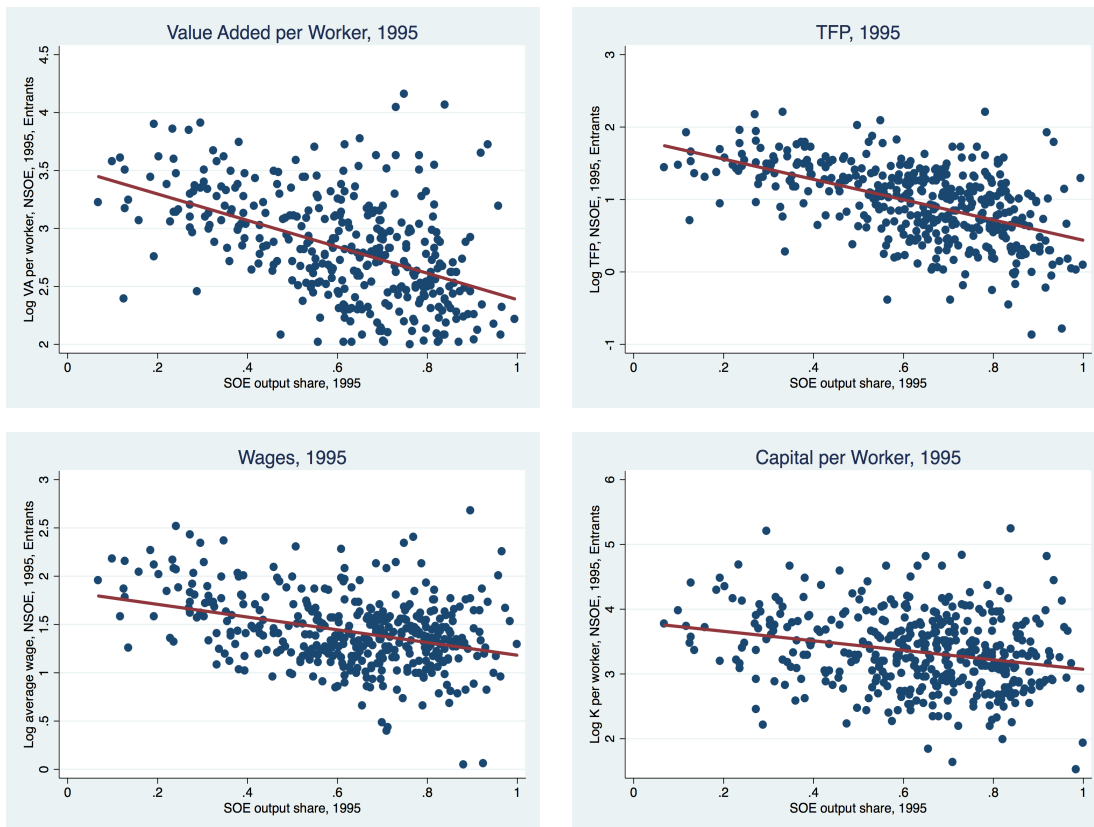 Value Added per Worker, 1995
Log VA per worker, NSOE, 1995, Entrants
4.5
4
3.5
3
2.5
2
0 .2 .4 .6 .8 1
SOE output share, 1995
TFP, 1995
Log TFP, NSOE, 1995, Entrants
3
2
1
0
-1
0 .2 .4 .6 .8 1
SOE output share, 1995
Wages, 1995
Log average wage, NSOE, 1995, Entrants
3
2.5
2
1.5
1
.5
0
0 .2 .4 .6 .8 1
SOE output share, 1995
Capital per Worker, 1995
Log K per worker, NSOE, 1995, Entrants
6
5
4
3
2
0 .2 .4 .6 .8 1
SOE output share, 1995